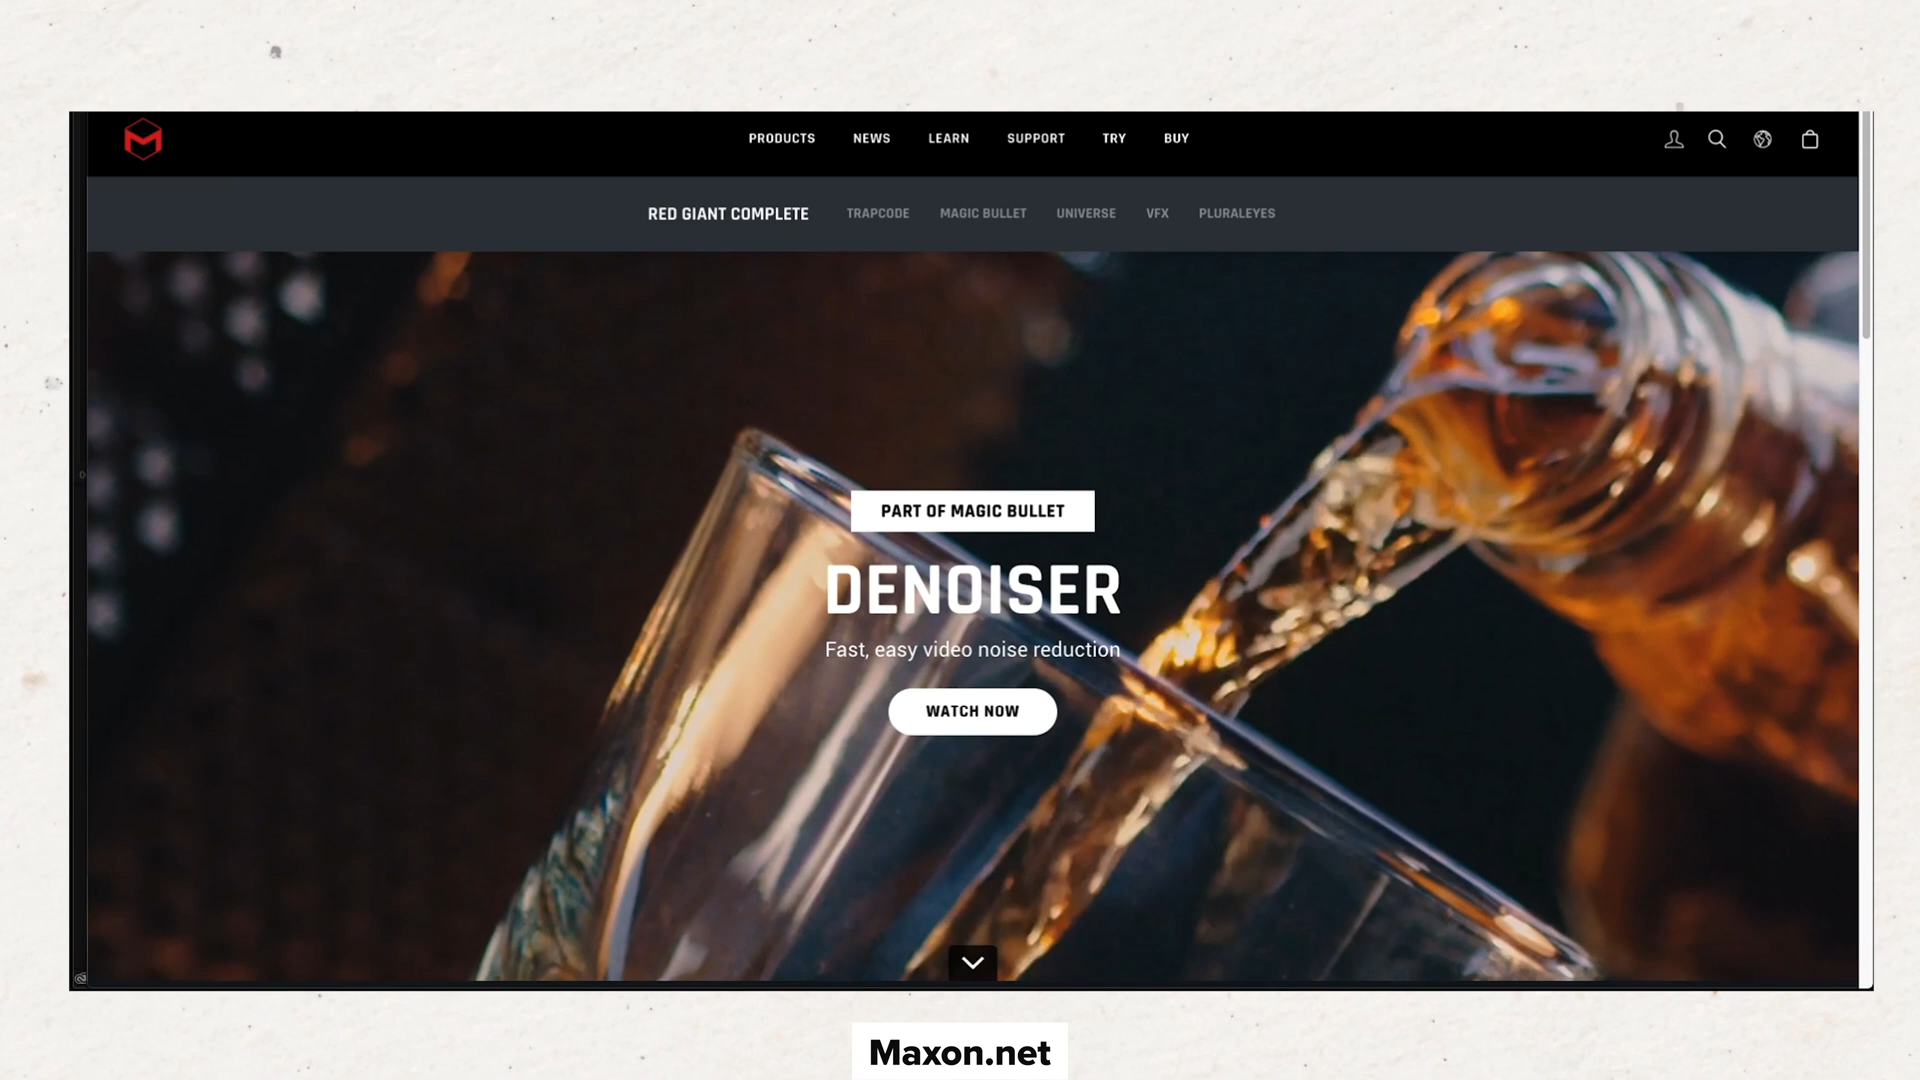 PRODUCTS NEWS LEARN SUPPORT TRY BUY
RED GIANT COMPLETE TRAPCODE MAGIC BULLET UNIVERSE VFX PLURALEYES
PART OF MAGIC BULLET
DENOISER
Fast, easy video noise reduction
WATCH NOW
Maxon.net